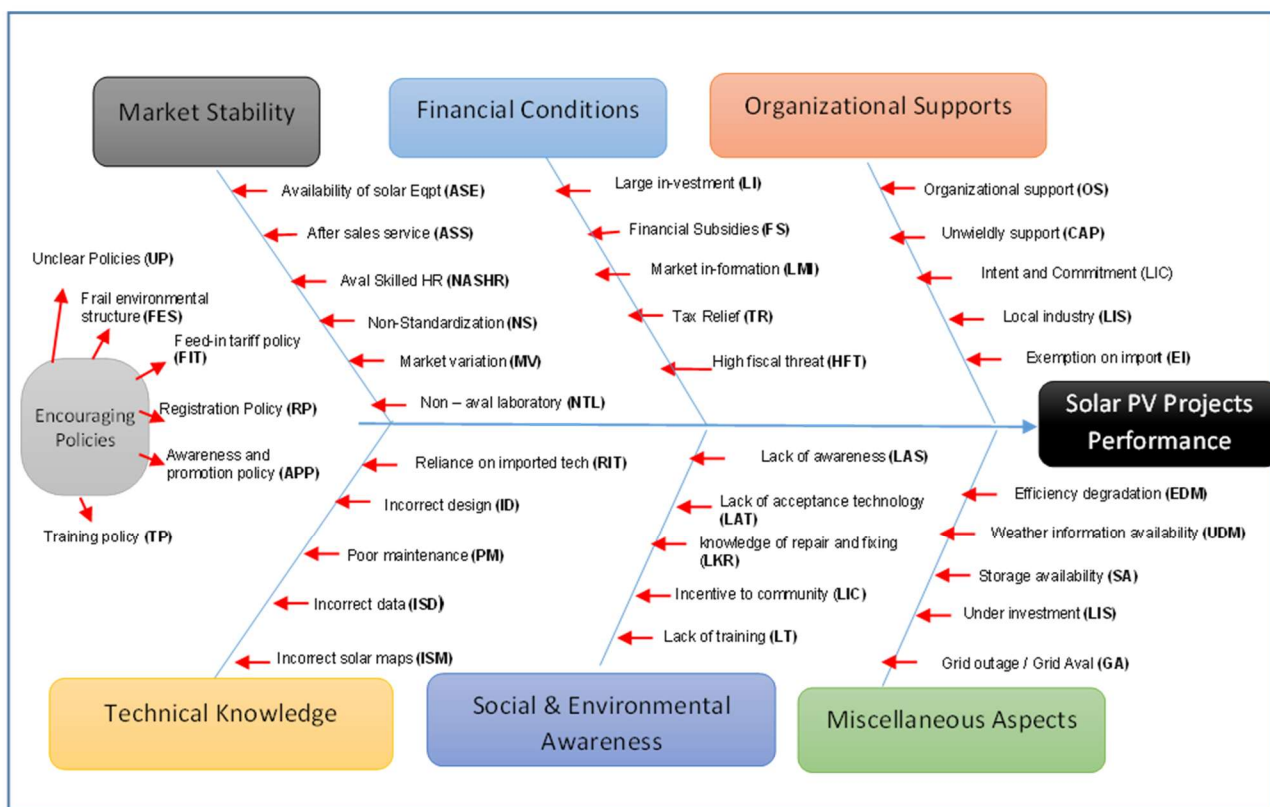 Market Stability
Financial Conditions
Organizational Supports
Availability of solar Eqpt (ASE)
After sales service (ASS)
Aval Skilled HR (NASHR)
Non-Standardization (NS)
Market variation (MV)
Non – aval laboratory (NTL)
Large in-vestment (LI)
Financial Subsidies (FS)
Market in-formation (LMI)
Tax Relief (TR)
High fiscal threat (HFT)
Organizational support (OS)
Unwieldly support (CAP)
Intent and Commitment (LIC)
Local industry (LIS)
Exemption on import (EI)
Unclear Policies (UP)
Frail environmental
structure (FES)
Feed-in tariff policy
(FIT)
Encouraging
Policies
Registration Policy (RP)
Awareness and
promotion policy (APP)
Training policy (TP)
Solar PV Projects
Performance
Reliance on imported tech (RIT)
Incorrect design (ID)
Poor maintenance (PM)
Incorrect data (ISD)
Incorrect solar maps (ISM)
Lack of awareness (LAS)
Lack of acceptance technology
(LAT)
knowledge of repair and fixing
(LKR)
Incentive to community (LIC)
Lack of training (LT)
Efficiency degradation (EDM)
Weather information availability (UDM)
Storage availability (SA)
Under investment (LIS)
Grid outage / Grid Aval (GA)
Technical Knowledge
Social & Environmental
Awareness
Miscellaneous Aspects